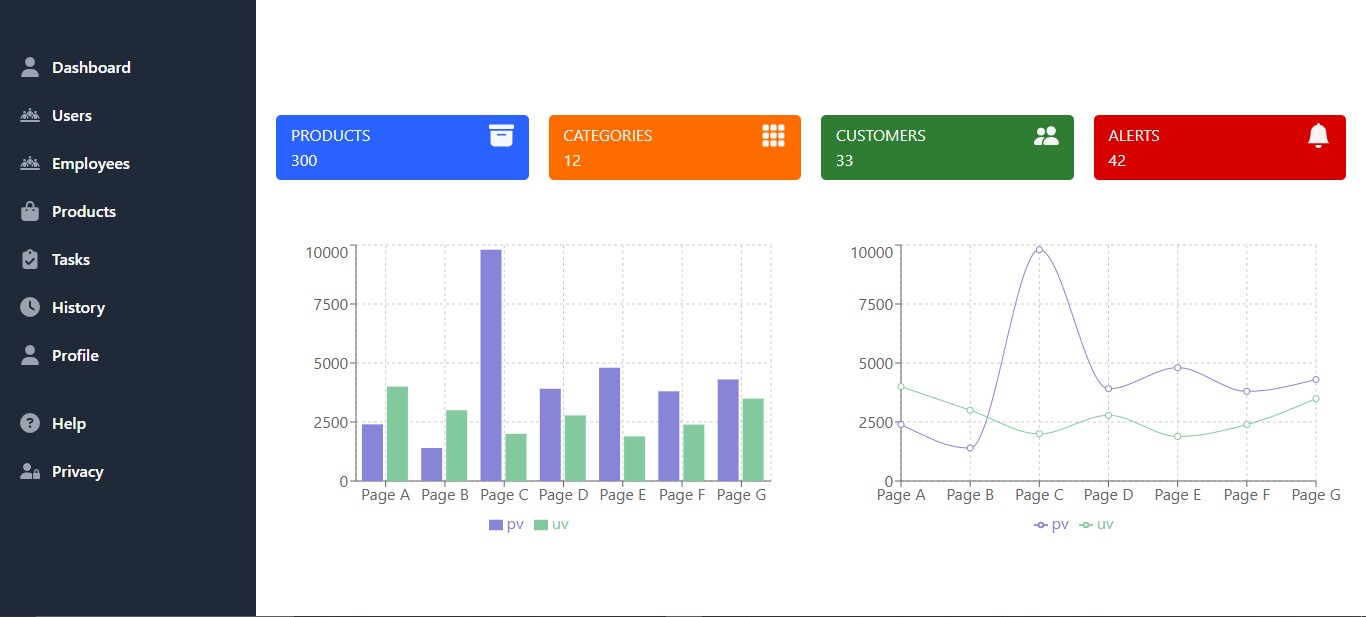 Dashboard
Users
Employees
Products
Tasks
History
Profile
Help
Privacy
PRODUCTS
300
CATEGORIES
12
CUSTOMERS
33
ALERTS
42
10000
7500
5000
2500
0
Page A Page B Page C Page D Page E Page F Page G
pv uv
10000
7500
5000
2500
0
Page A Page B Page C Page D Page E Page F Page G
pv uv